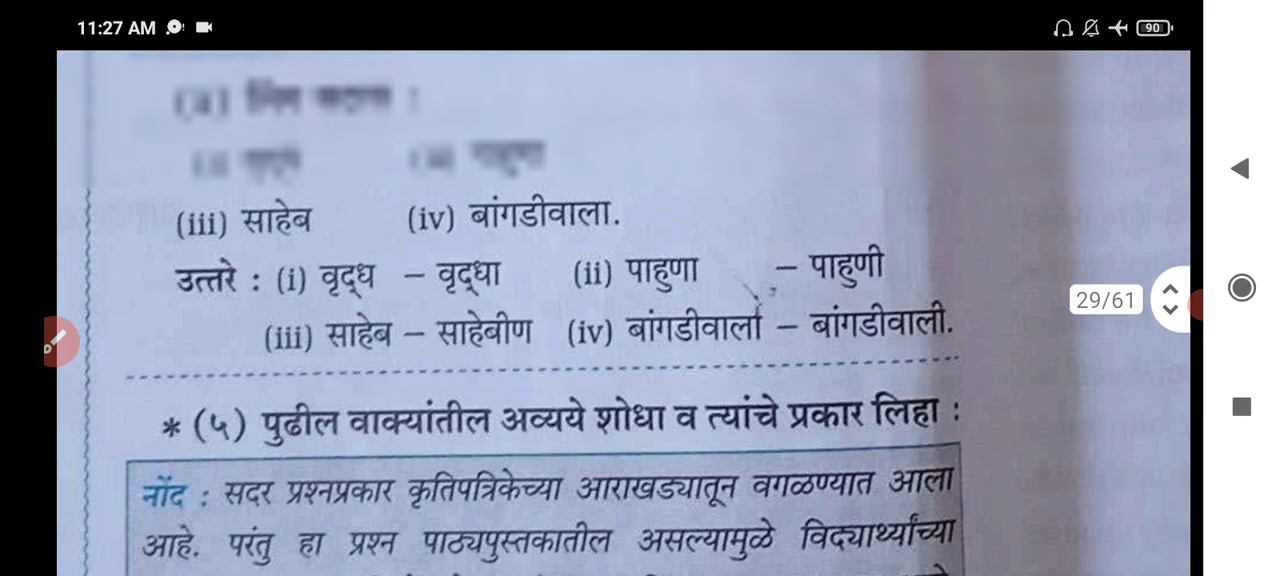 11:27 AM
90
(iii) साहेब (iv) बांगडीवाला.
उत्तरे : (i) वृद्ध – वृद्धा (ii) पाहुणा – पाहुणी
(iii) साहेब – साहेबीण (iv) बांगडीवाला – बांगडीवाली.
29/61
* (५) पुढील वाक्यांतील अव्यये शोधा व त्यांचे प्रकार लिहा :
नोंद : सदर प्रश्नप्रकार कृतिपत्रिकेच्या आराखड्यातून वगळण्यात आला
आहे. परंतु हा प्रश्न पाठ्यपुस्तकातील असल्यामुळे विद्यार्थ्यांच्या